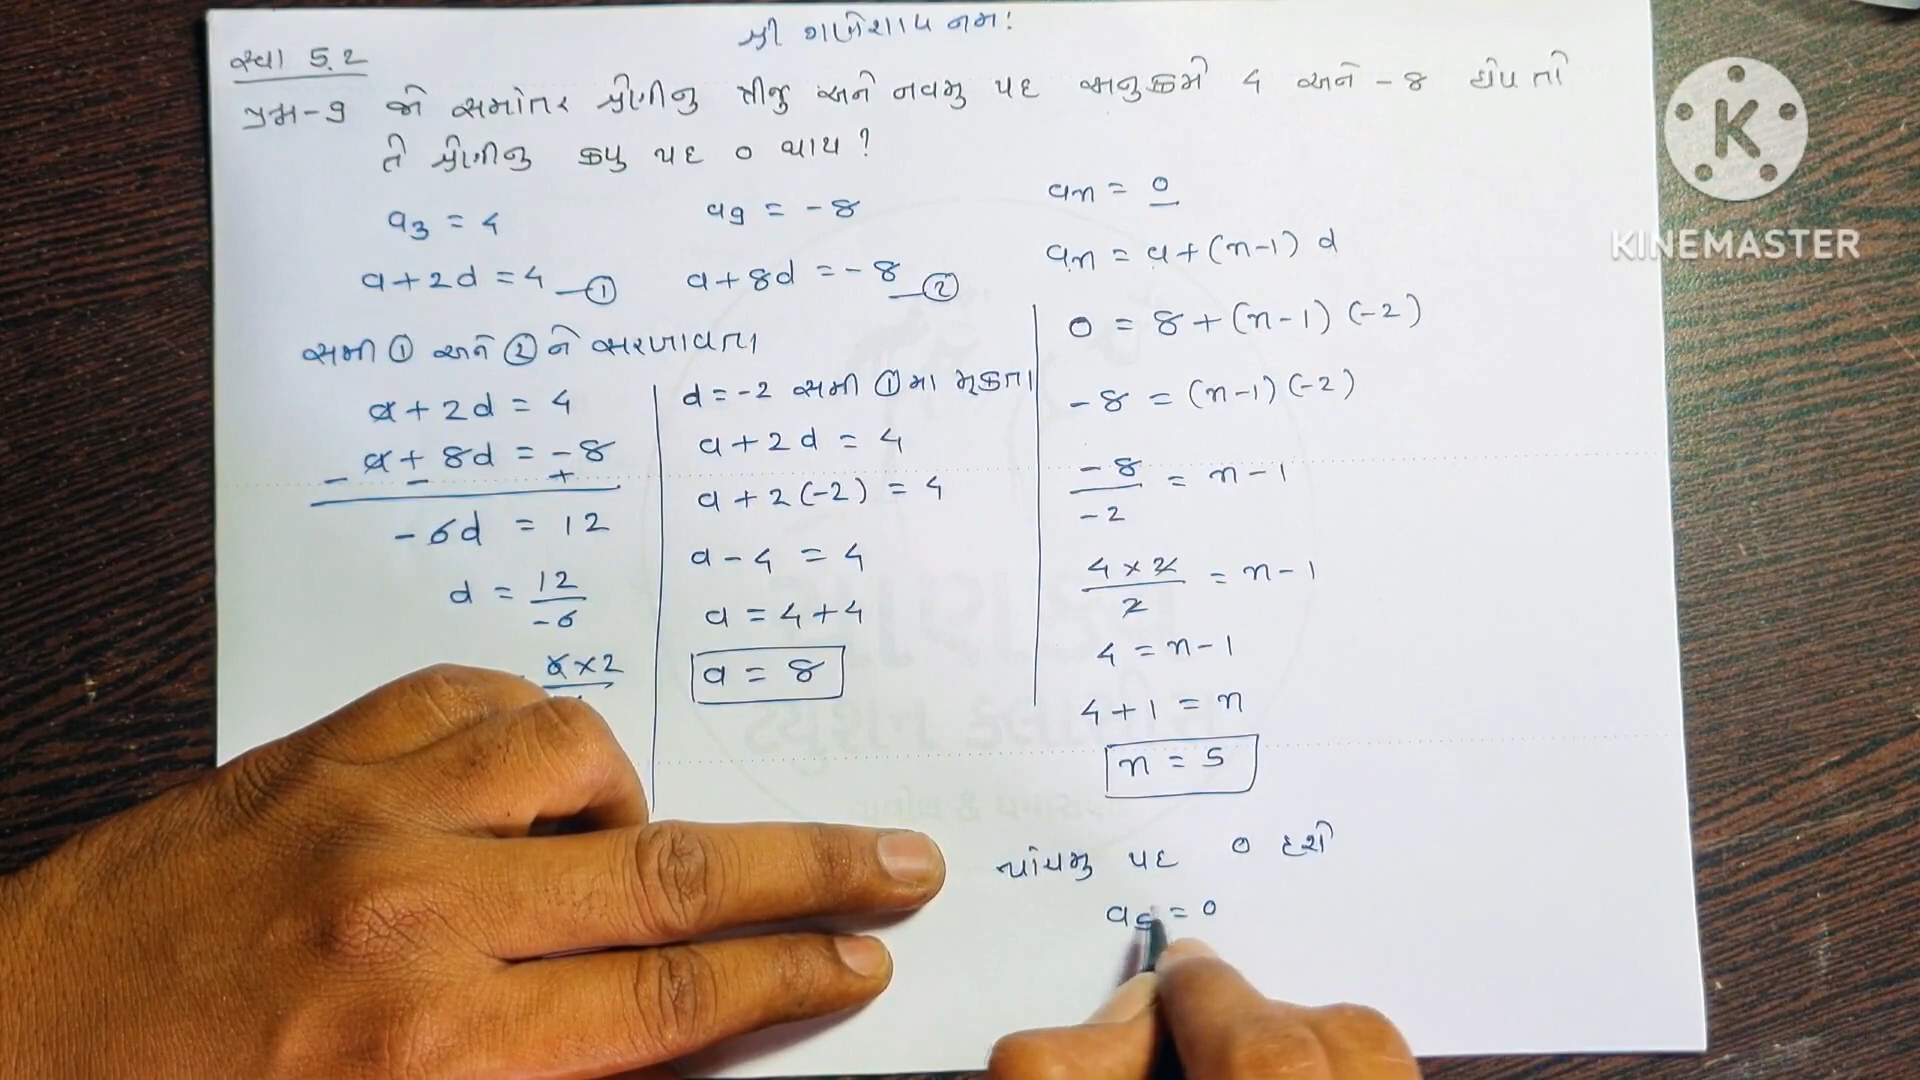 શ્રી ગણેશાય નમઃ
સ્વા 5.2
પ્રશ્ન-9 જો સમાંતર શ્રેણીનુ ત્રીજુ અને નવમુ પદ અનુક્રમે 4 અને -8 હોય તો
તે શ્રેણીનુ કયુ પદ 0 થાય ?
a3 = 4
a+2d = 4 — ①
a9 = -8
a+8d = -8 — ②
સમી ① અને ② ને સરખાવતા
a + 2d = 4
a + 8d = -8
- - +
-6d = 12
d = 12/-6
6×2
d = -2 સમી ① મા મૂકતા
a + 2d = 4
a + 2(-2) = 4
a - 4 = 4
a = 4+4
a = 8
an = 0
an = a+(n-1) d
0 = 8+(n-1) (-2)
-8 = (n-1) (-2)
-8/-2 = n-1
4×2/2 = n-1
4 = n-1
4+1 = n
n = 5
પાંચમુ પદ 0 હશે
a5 = 0
KINEMASTER
ટ્યુશન ક્લાસીસ